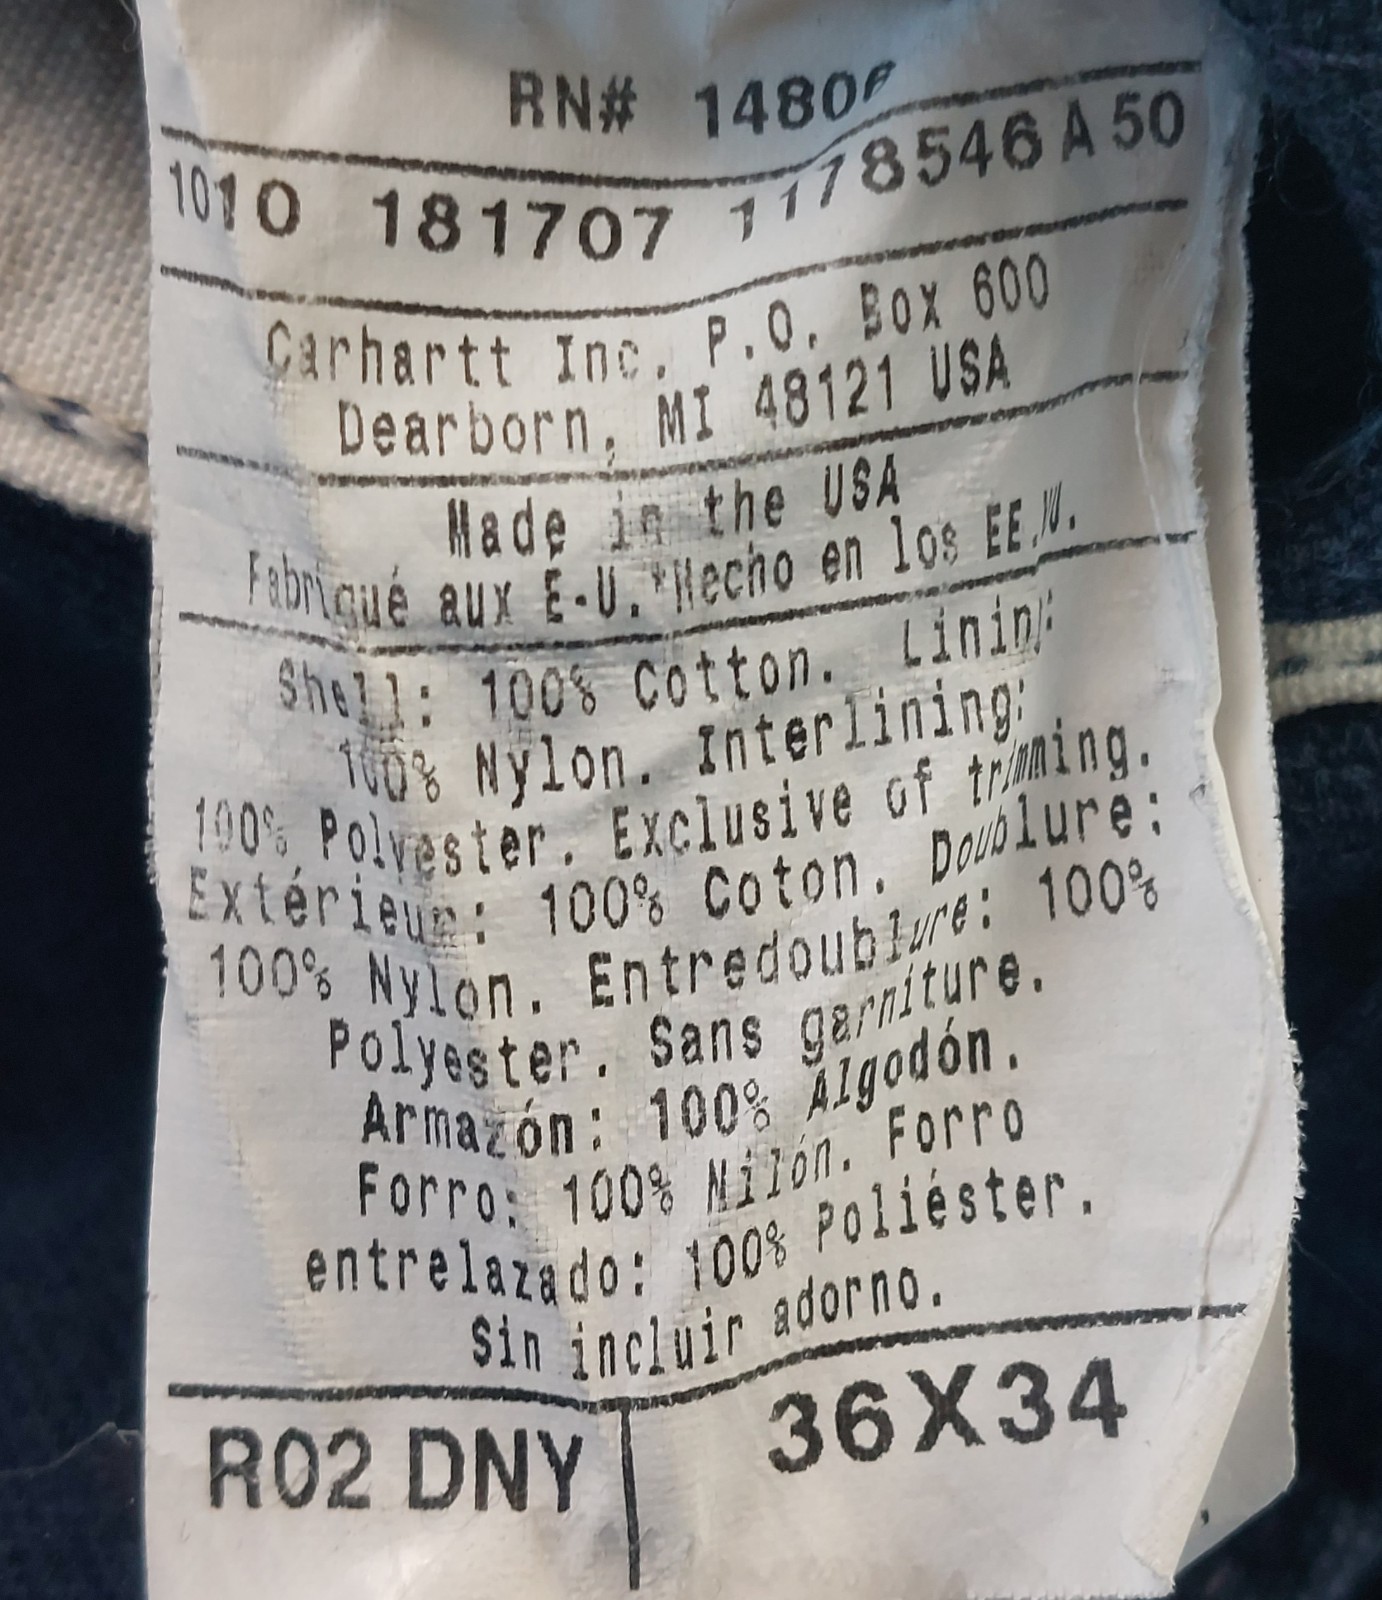 RN# 14806
1010 181707 1178546 A 50
Carhartt Inc. P.O. Box 600
Dearborn, MI 48121 USA
Made in the USA
Fabriqué aux E-U.*Hecho en los EE.UU.
Shell: 100% Cotton. Lining:
100% Nylon. Interlining:
100% Polyester. Exclusive of trimming.
Extérieur: 100% Coton. Doublure:
100% Nylon. Entredoublure: 100%
Polyester. Sans garniture.
Armazón: 100% Algodón.
Forro: 100% Nilón. Forro
entrelazado: 100% Poliéster.
Sin incluir adorno.
R02 DNY 36X34